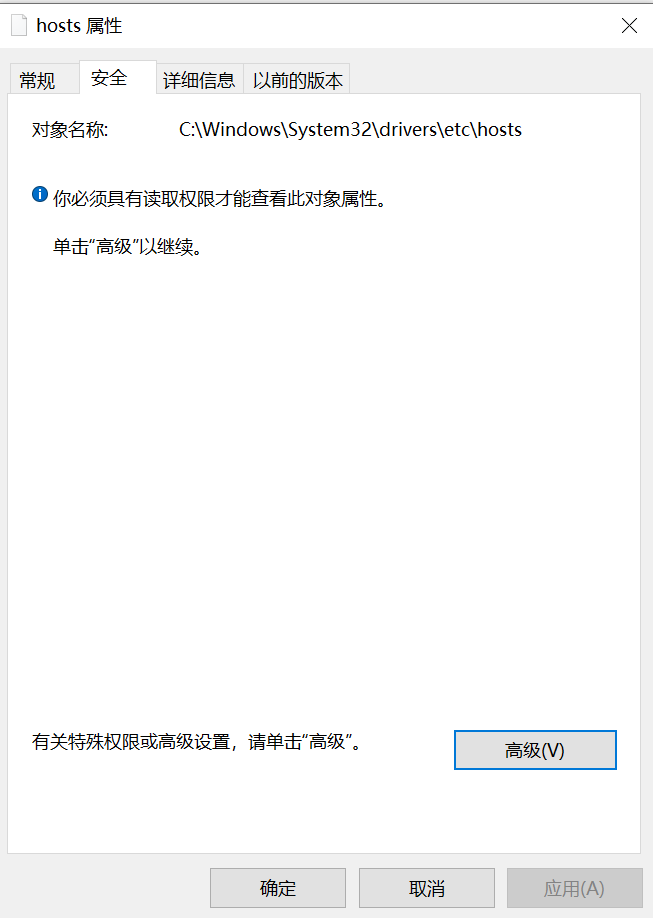 hosts 属性
常规 安全 详细信息 以前的版本
对象名称: C:\Windows\System32\drivers\etc\hosts
你必须具有读取权限才能查看此对象属性。
单击“高级”以继续。
有关特殊权限或高级设置，请单击“高级”。
高级(V)
确定 取消 应用(A)